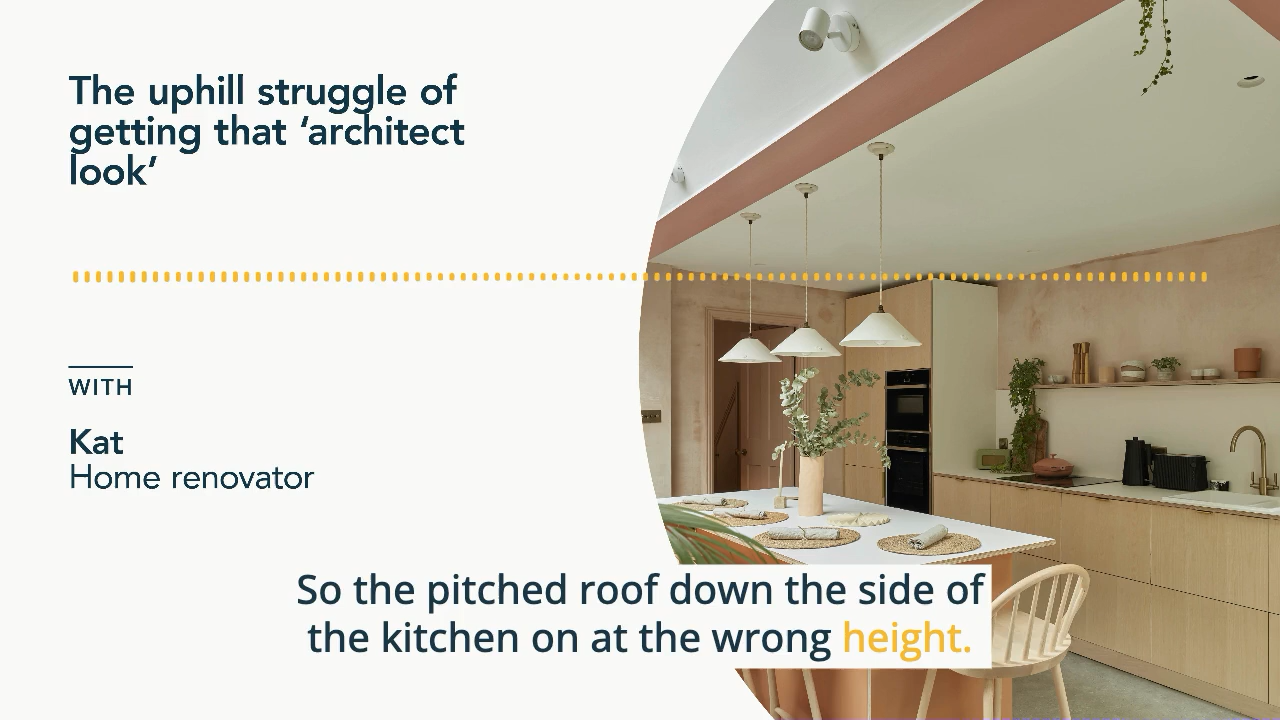 The uphill struggle of
getting that ‘architect
look’
WITH
Kat
Home renovator
So the pitched roof down the side of
the kitchen on at the wrong height.